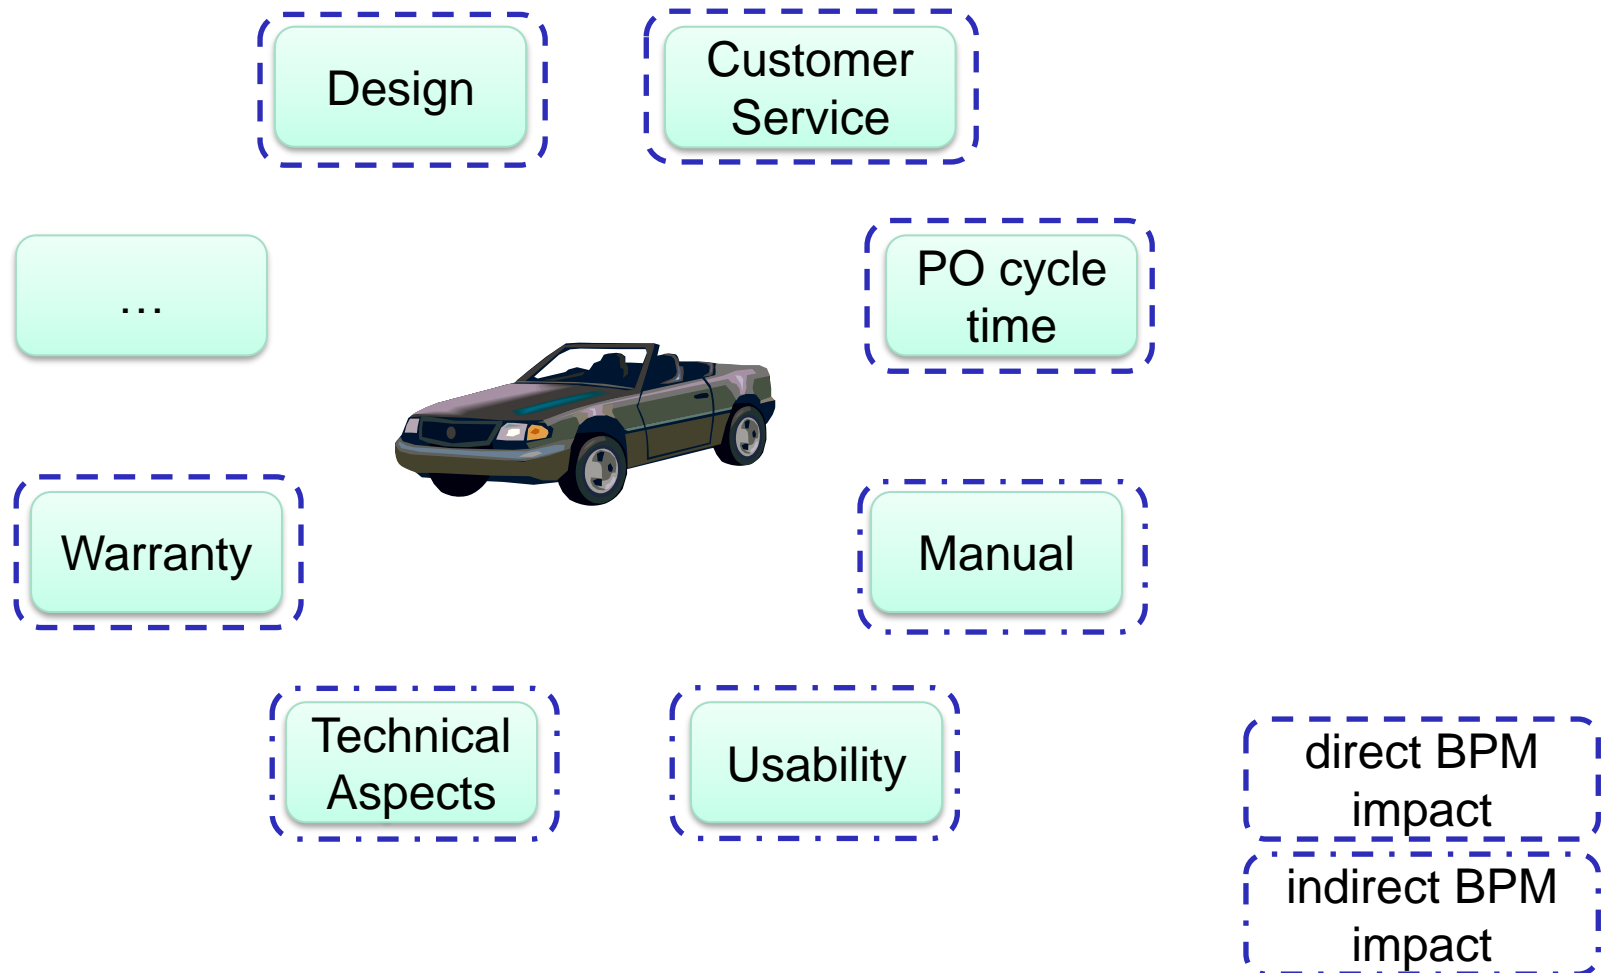 Design
Customer
Service
…
PO cycle
time
Warranty
Manual
Technical
Aspects
Usability
direct BPM
impact
indirect BPM
impact